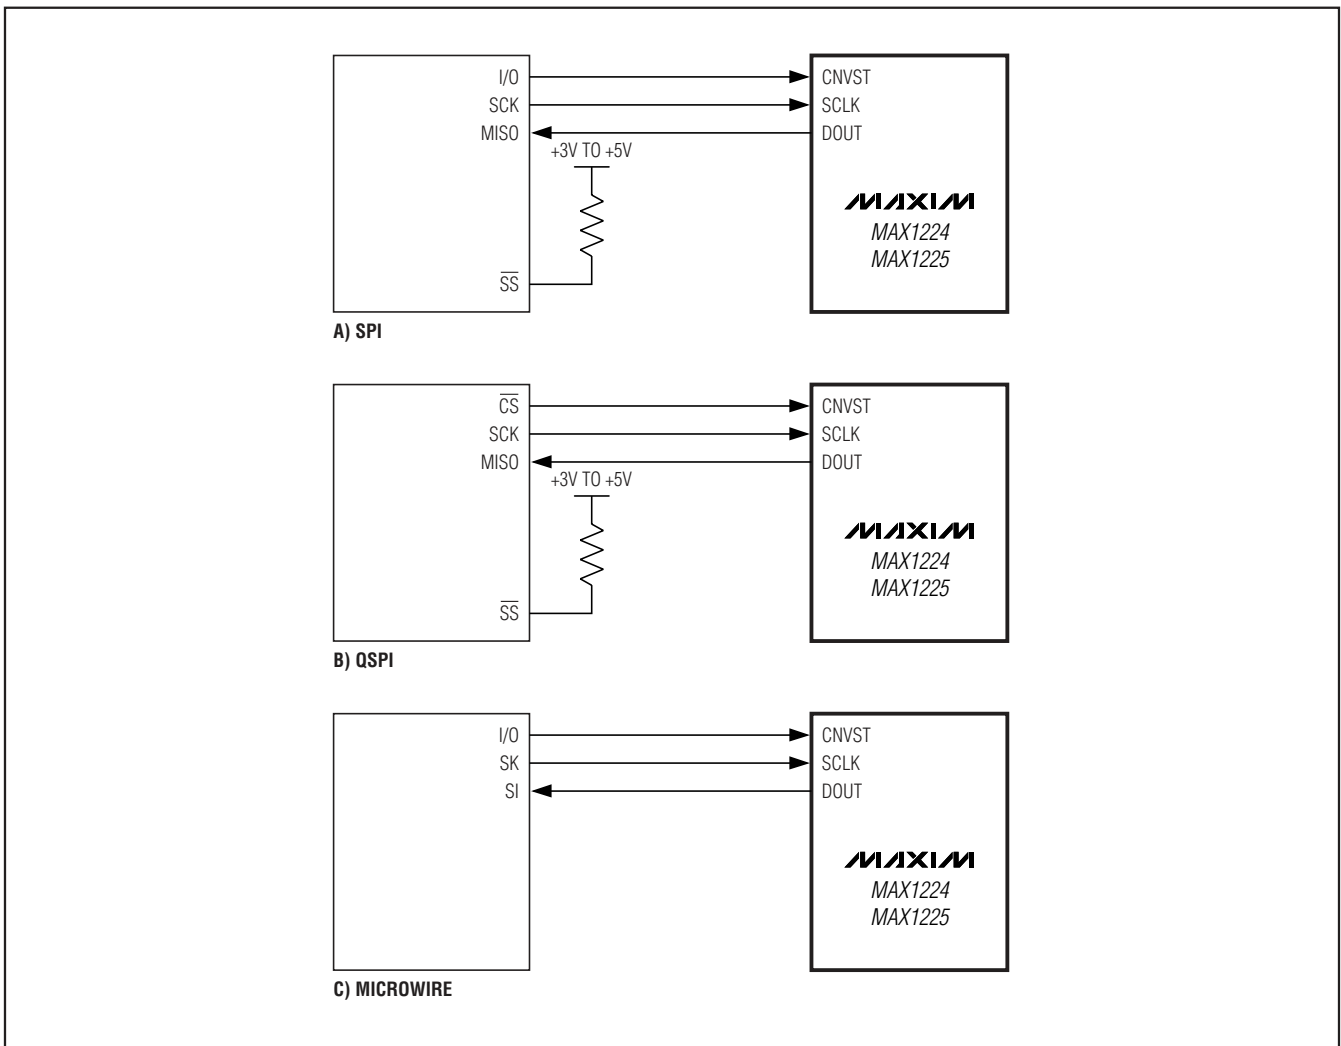 I/O CNVST
SCK SCLK
MISO DOUT
+3V TO +5V
MAXIM
MAX1224
MAX1225
SS
A) SPI
CS CNVST
SCK SCLK
MISO DOUT
+3V TO +5V
MAXIM
MAX1224
MAX1225
SS
B) QSPI
I/O CNVST
SK SCLK
SI DOUT
MAXIM
MAX1224
MAX1225
C) MICROWIRE